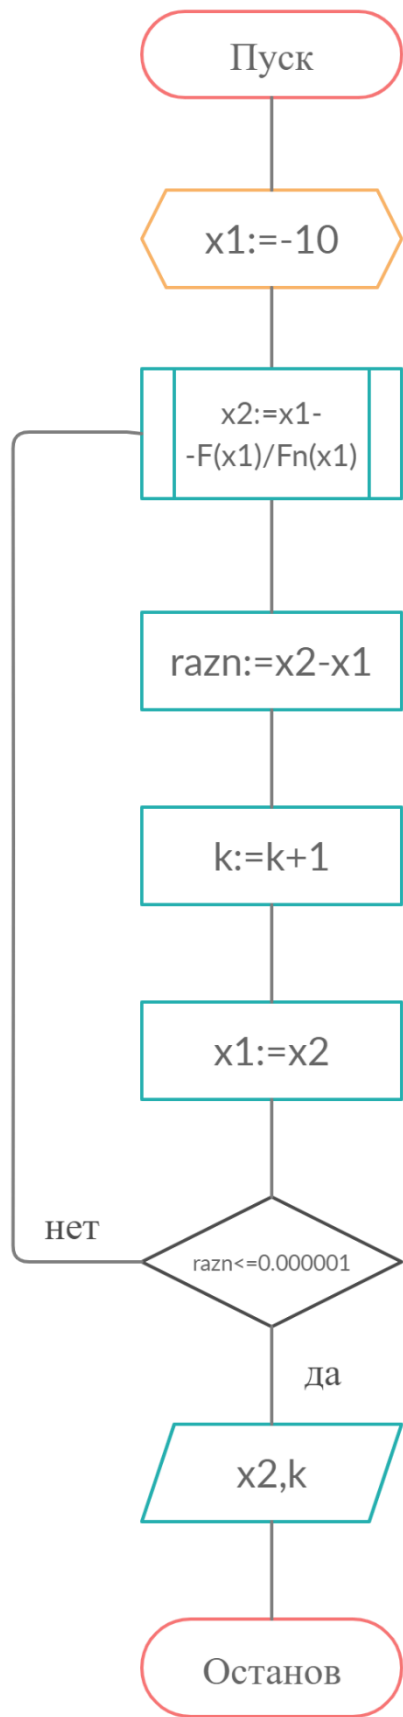 Пуск
x1:=-10
x2:=x1-
-F(x1)/Fn(x1)
razn:=x2-x1
k:=k+1
x1:=x2
нет
razn<=0.000001
да
x2,k
Останов